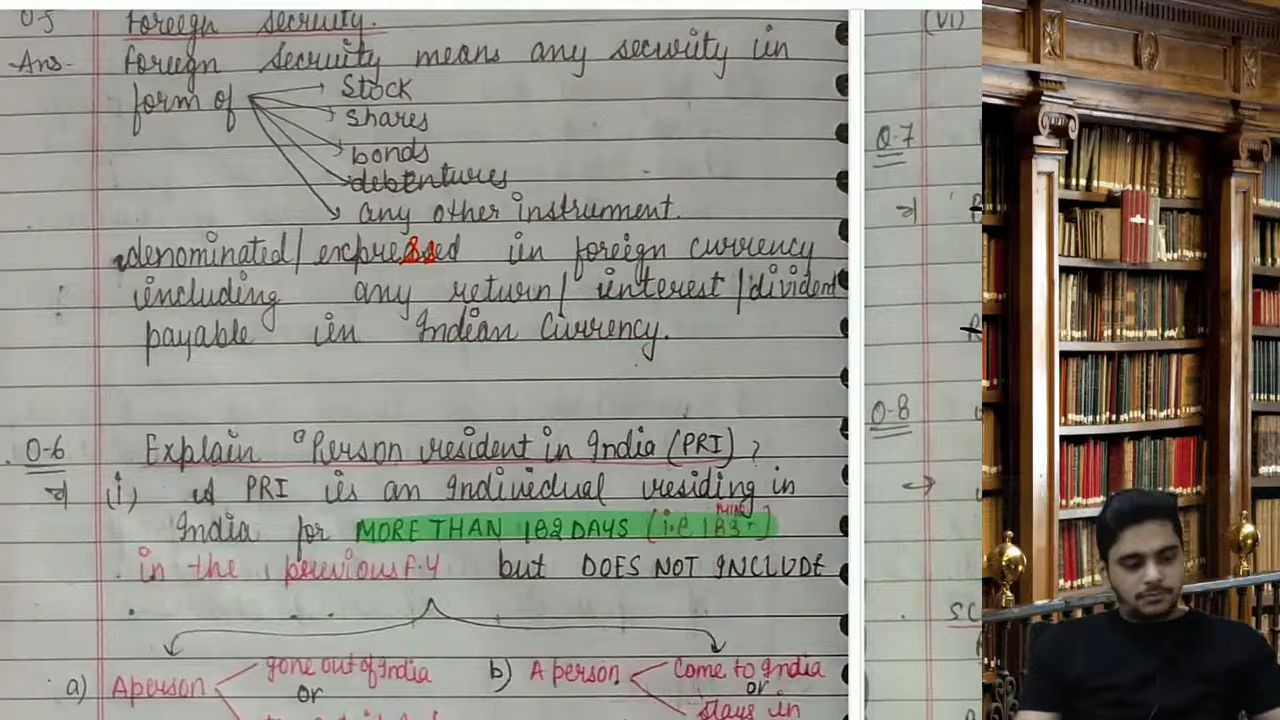 Q-5 Foreign security.
Ans- Foreign Security means any security in
form of
Stock
Shares
bonds
debentures
any other instrument.
denominated/ expressed in foreign currency
including any return/ interest/divident
payable in Indian Currency.
Q-6 Explain "Person resident in India (PRI) ?
(i) PRI is an Individual residing in
India for MORE THAN 182 DAYS (i.e 183 min)
in the previous F.Y but DOES NOT INCLUDE
a) A person
gone out of India
or
b) A person
Come to India
or
stays in
(vi)
Q-7
Q-8